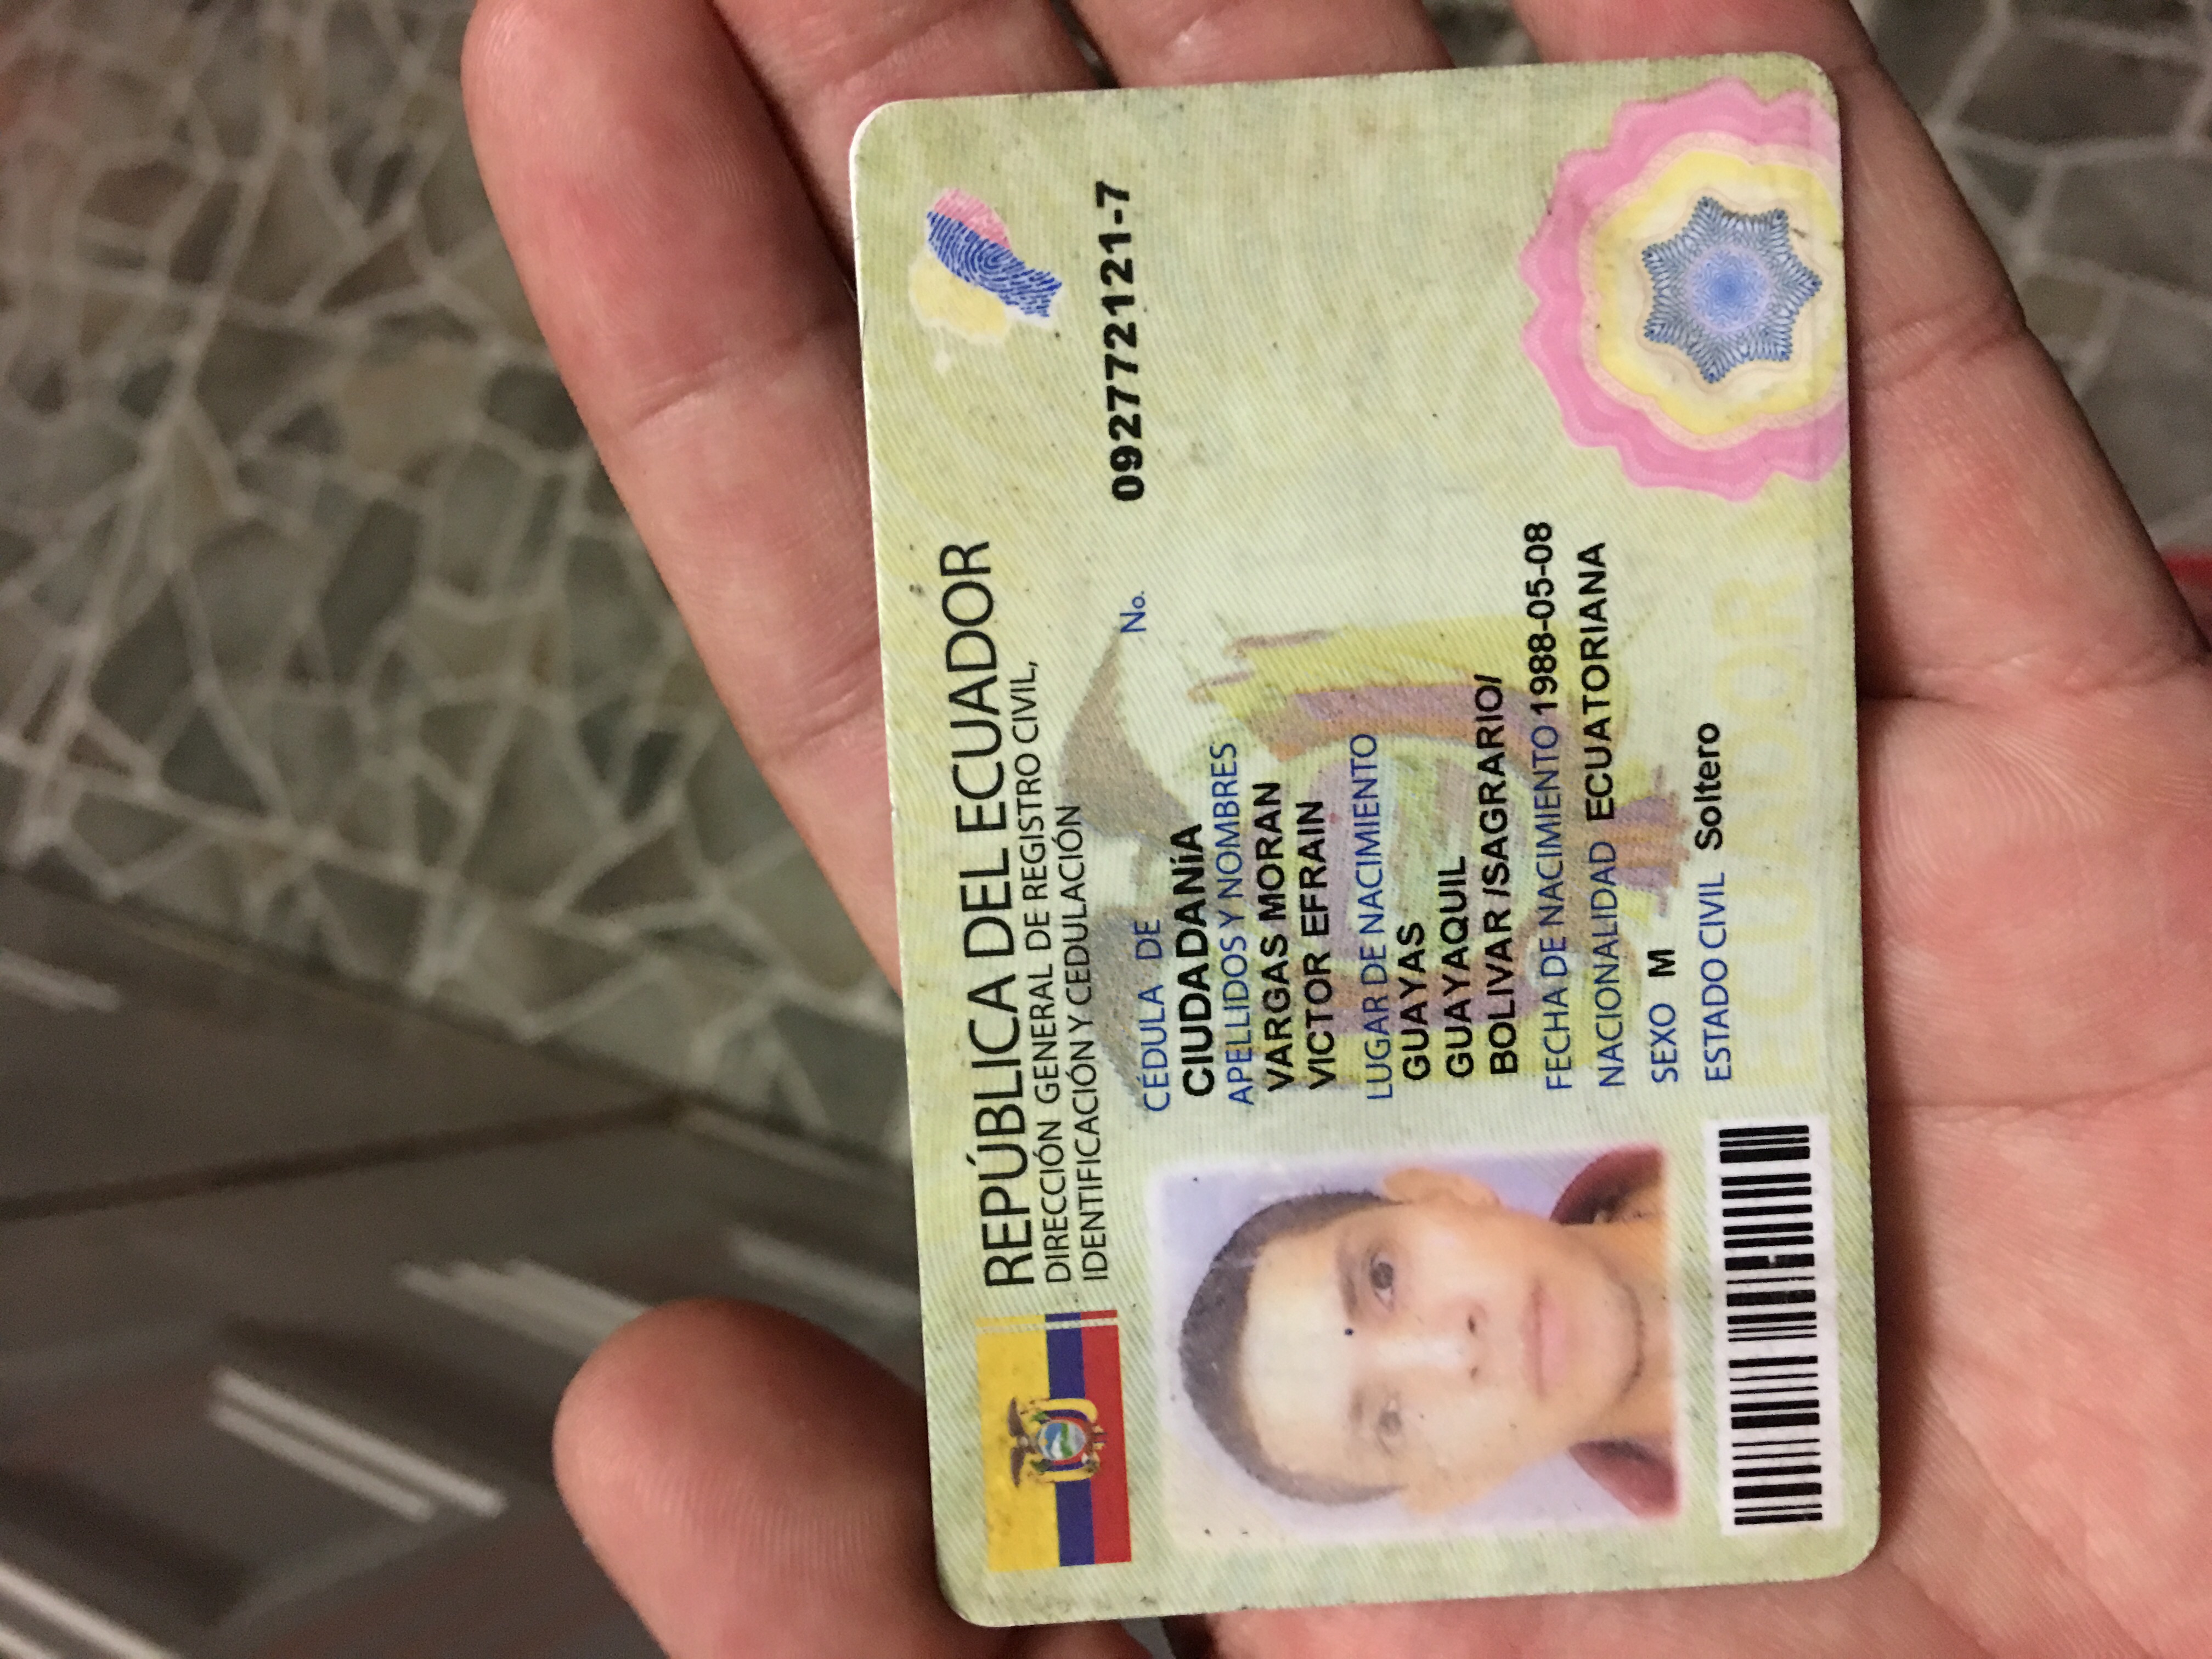 REPÚBLICA DEL ECUADOR
DIRECCIÓN GENERAL DE REGISTRO CIVIL,
IDENTIFICACIÓN Y CEDULACIÓN
CÉDULA DE No. 092772121-7
CIUDADANíA
APELLIDOS Y NOMBRES
VARGAS MORAN
VICTOR EFRAIN
LUGAR DE NACIMIENTO
GUAYAS
GUAYAQUIL
BOLIVAR /SAGRARIO/
FECHA DE NACIMIENTO 1988-05-08
NACIONALIDAD ECUATORIANA
SEXO M
ESTADO CIVIL Soltero
ECUADOR